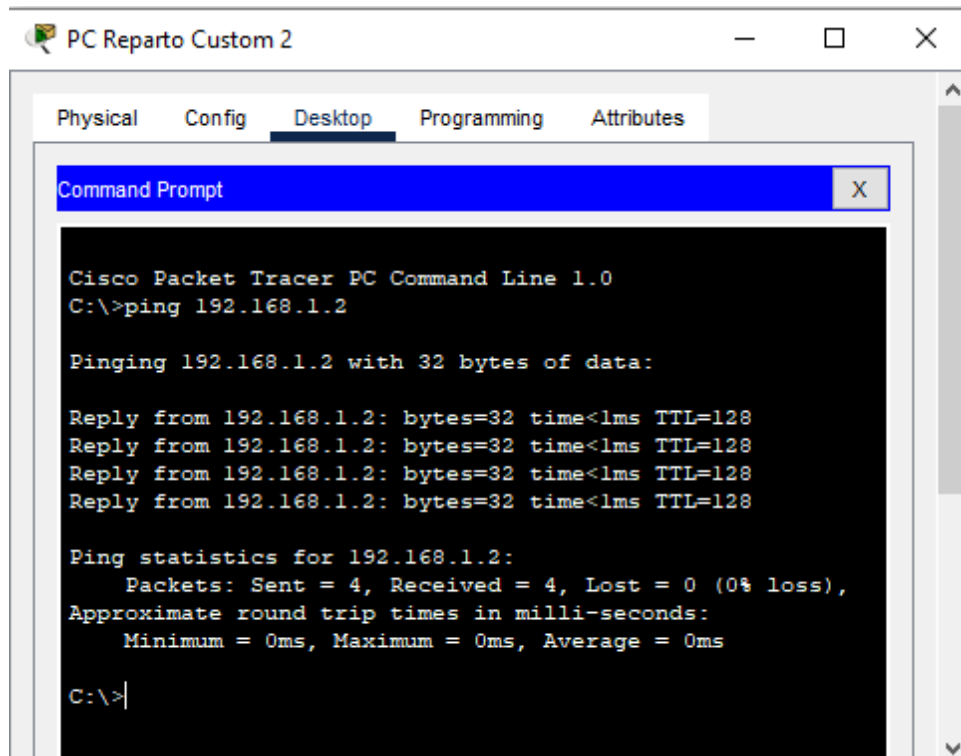 PC Reparto Custom 2
Physical Config Desktop Programming Attributes
Command Prompt X
Cisco Packet Tracer PC Command Line 1.0
C:\>ping 192.168.1.2
Pinging 192.168.1.2 with 32 bytes of data:
Reply from 192.168.1.2: bytes=32 time<1ms TTL=128
Reply from 192.168.1.2: bytes=32 time<1ms TTL=128
Reply from 192.168.1.2: bytes=32 time<1ms TTL=128
Reply from 192.168.1.2: bytes=32 time<1ms TTL=128
Ping statistics for 192.168.1.2:
Packets: Sent = 4, Received = 4, Lost = 0 (0% loss),
Approximate round trip times in milli-seconds:
Minimum = 0ms, Maximum = 0ms, Average = 0ms
C:\>